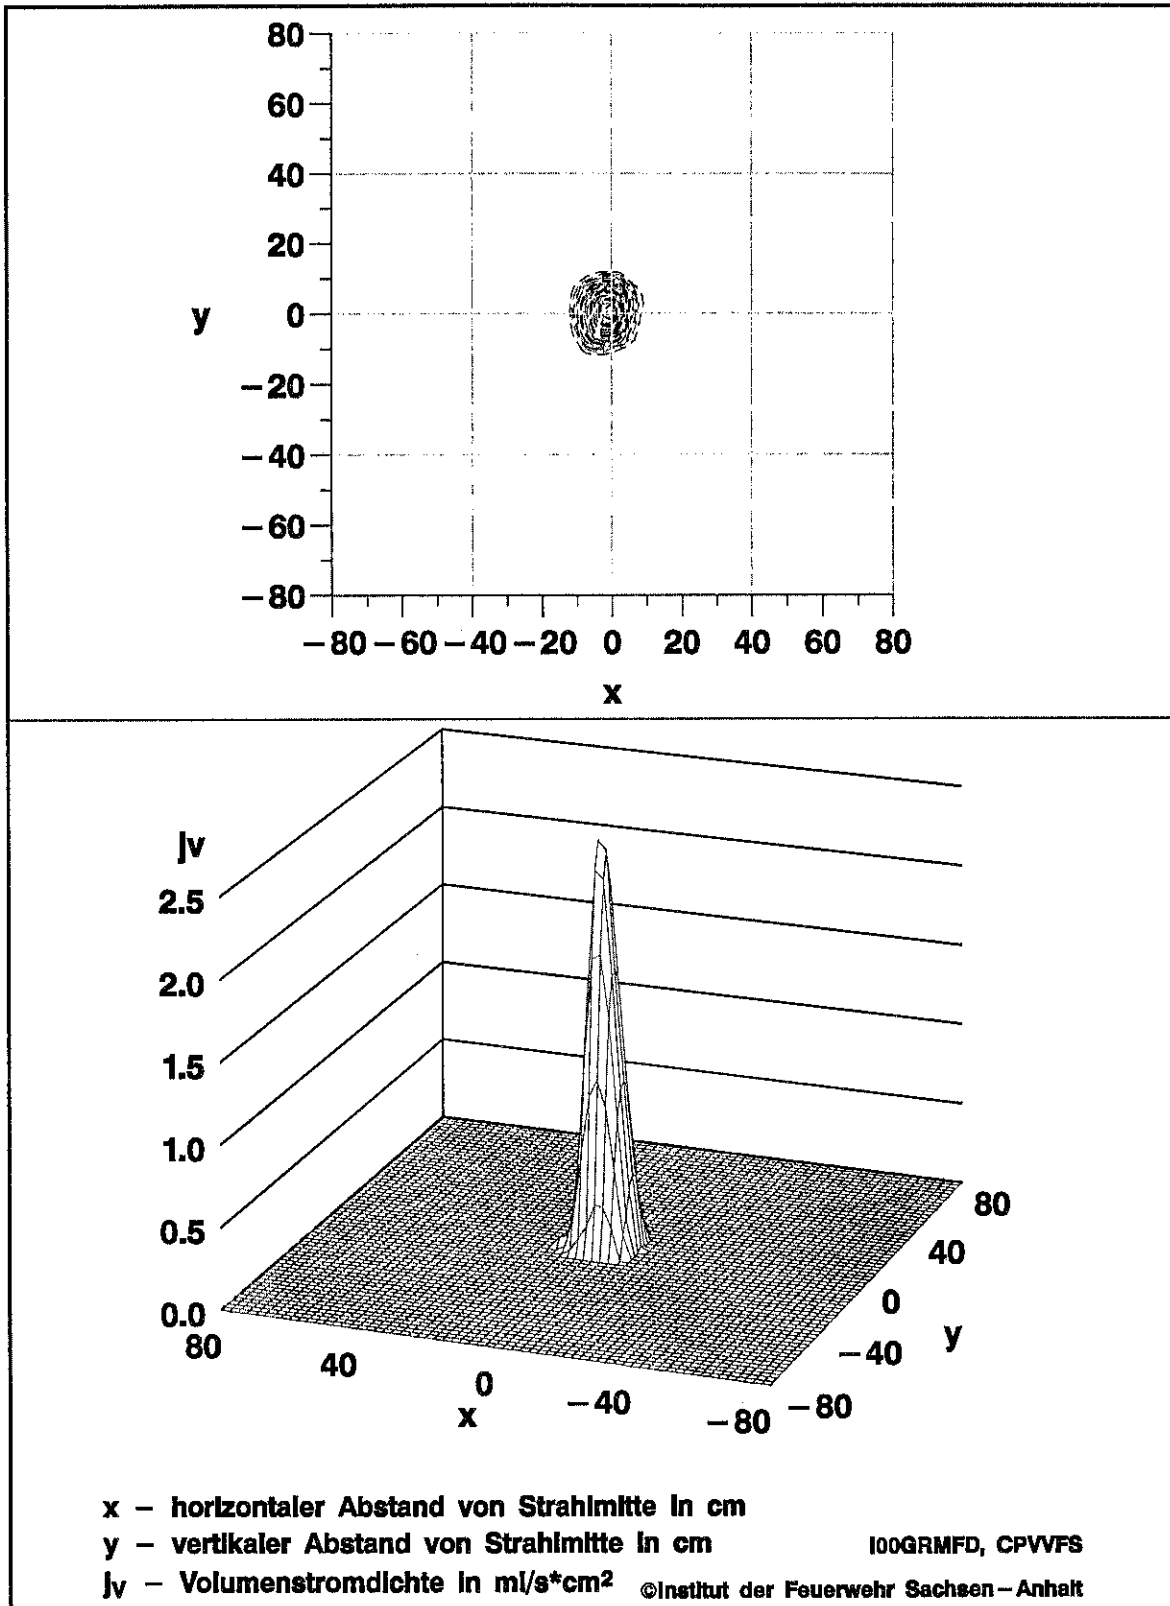 80
60
40
20
y 0
−20
−40
−60
−80
−80 −60 −40 −20 0 20 40 60 80
x
jv
2.5
2.0
1.5
1.0
0.5
0.0
80 40 0 −40 −80
x
80
40
0
−40
−80
y
x − horizontaler Abstand von Strahlmitte in cm
y − vertikaler Abstand von Strahlmitte in cm
I00GRMFD, CPVVFS
jv − Volumenstromdichte in ml/s*cm²
©Institut der Feuerwehr Sachsen−Anhalt